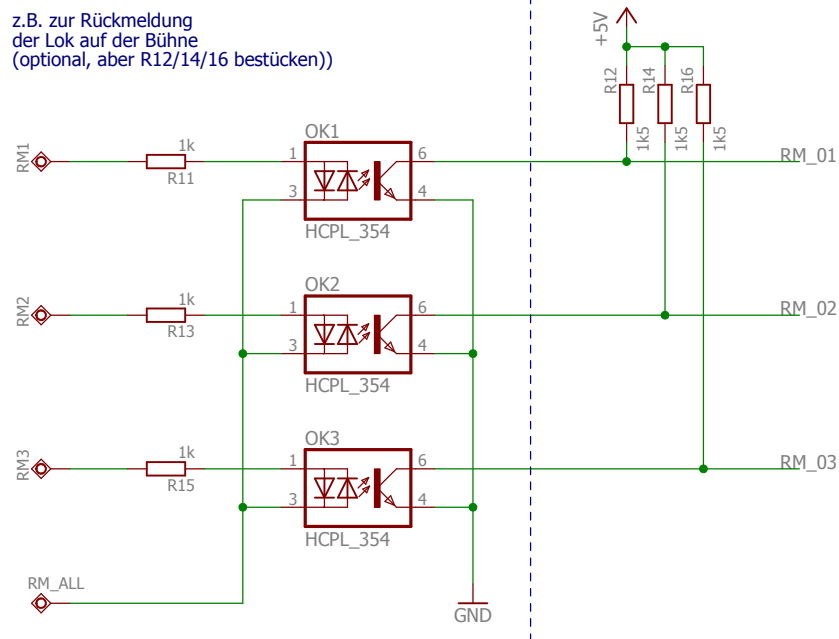 z.B. zur Rückmeldung
der Lok auf der Bühne
(optional, aber R12/14/16 bestücken))
+5V
R12
R14
R16
1k5
1k5
1k5
RM1
1k
R11
OK1
1
3
6
4
HCPL_354
RM_01
RM2
1k
R13
OK2
1
3
6
4
HCPL_354
RM_02
RM3
1k
R15
OK3
1
3
6
4
HCPL_354
RM_03
RM_ALL
GND